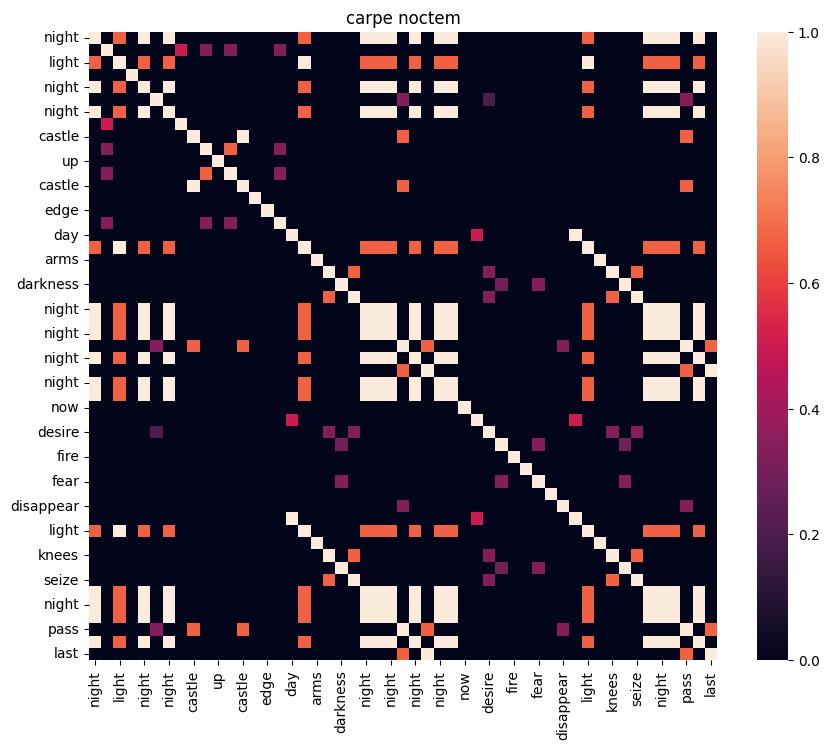 carpe noctem
night
light
night
night
castle
up
castle
edge
day
arms
darkness
night
night
night
night
now
desire
fire
fear
disappear
light
knees
seize
night
pass
last
1.0
0.8
0.6
0.4
0.2
0.0
night
light
night
night
castle
up
castle
edge
day
arms
darkness
night
night
night
night
now
desire
fire
fear
disappear
light
knees
seize
night
pass
last